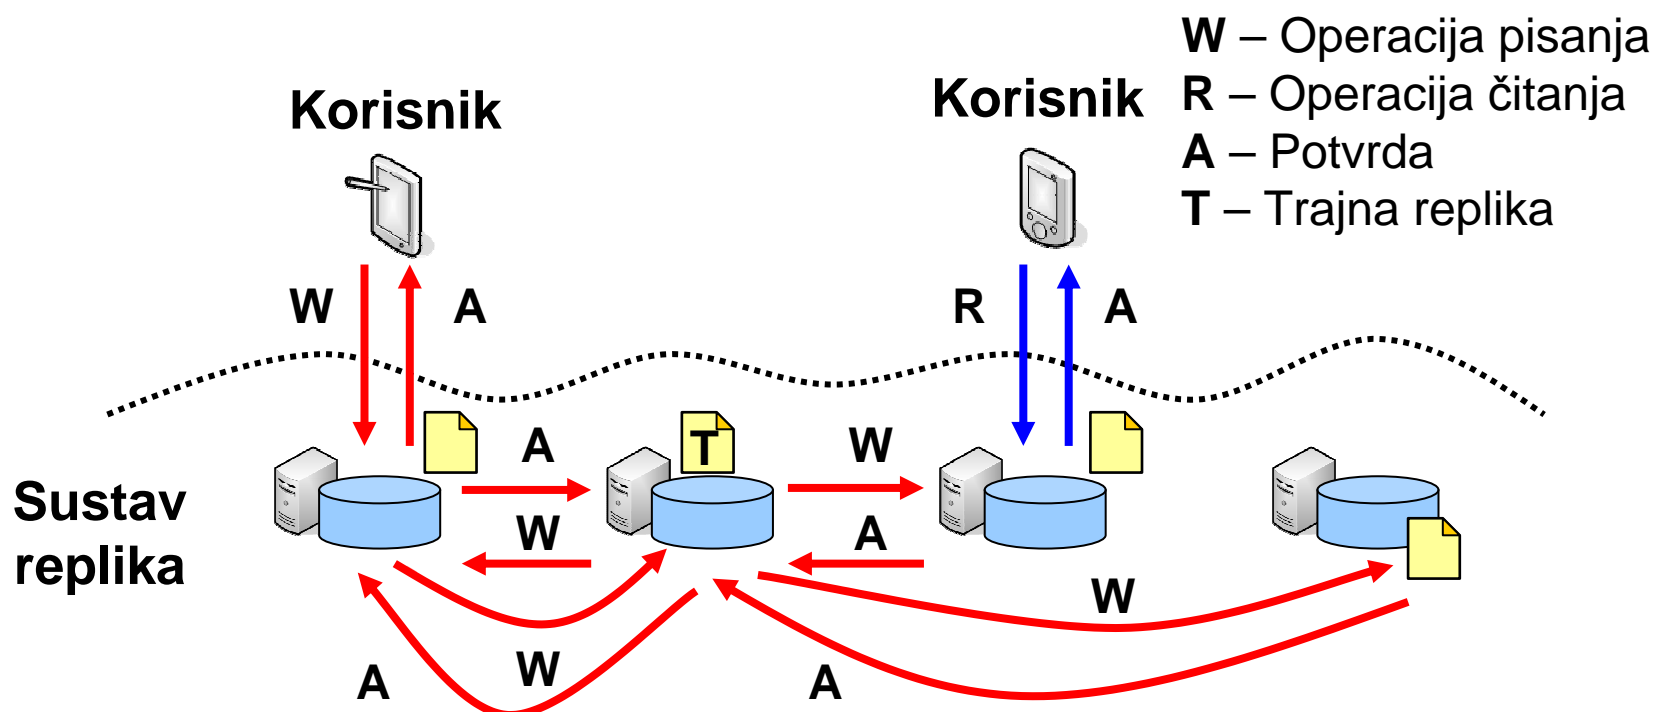 W – Operacija pisanja
Korisnik
Korisnik
R – Operacija čitanja
A – Potvrda
T – Trajna replika
W
A
R
A
A
T
W
Sustav
replika
W
A
W
A
W
A